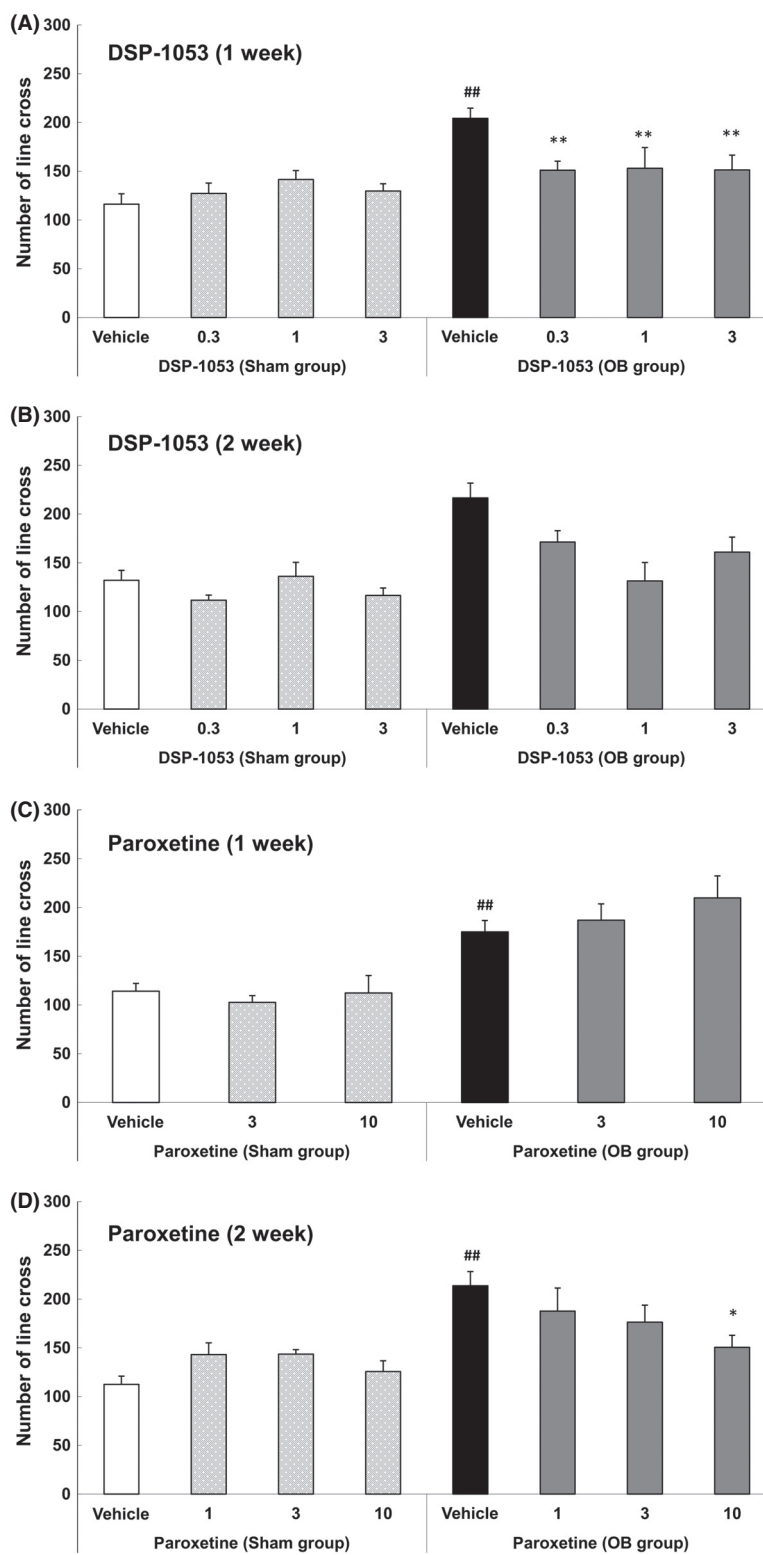 (A)
300
DSP-1053 (1 week)
250
##
200
** ** **
150
100
50
0
Number of line cross
Vehicle 0.3 1 3 Vehicle 0.3 1 3
DSP-1053 (Sham group) DSP-1053 (OB group)
(B)
300
DSP-1053 (2 week)
250
200
150
100
50
0
Number of line cross
Vehicle 0.3 1 3 Vehicle 0.3 1 3
DSP-1053 (Sham group) DSP-1053 (OB group)
(C)
300
Paroxetine (1 week)
250
##
200
150
100
50
0
Number of line cross
Vehicle 3 10 Vehicle 3 10
Paroxetine (Sham group) Paroxetine (OB group)
(D)
300
Paroxetine (2 week)
250
##
200
*
150
100
50
0
Number of line cross
Vehicle 1 3 10 Vehicle 1 3 10
Paroxetine (Sham group) Paroxetine (OB group)